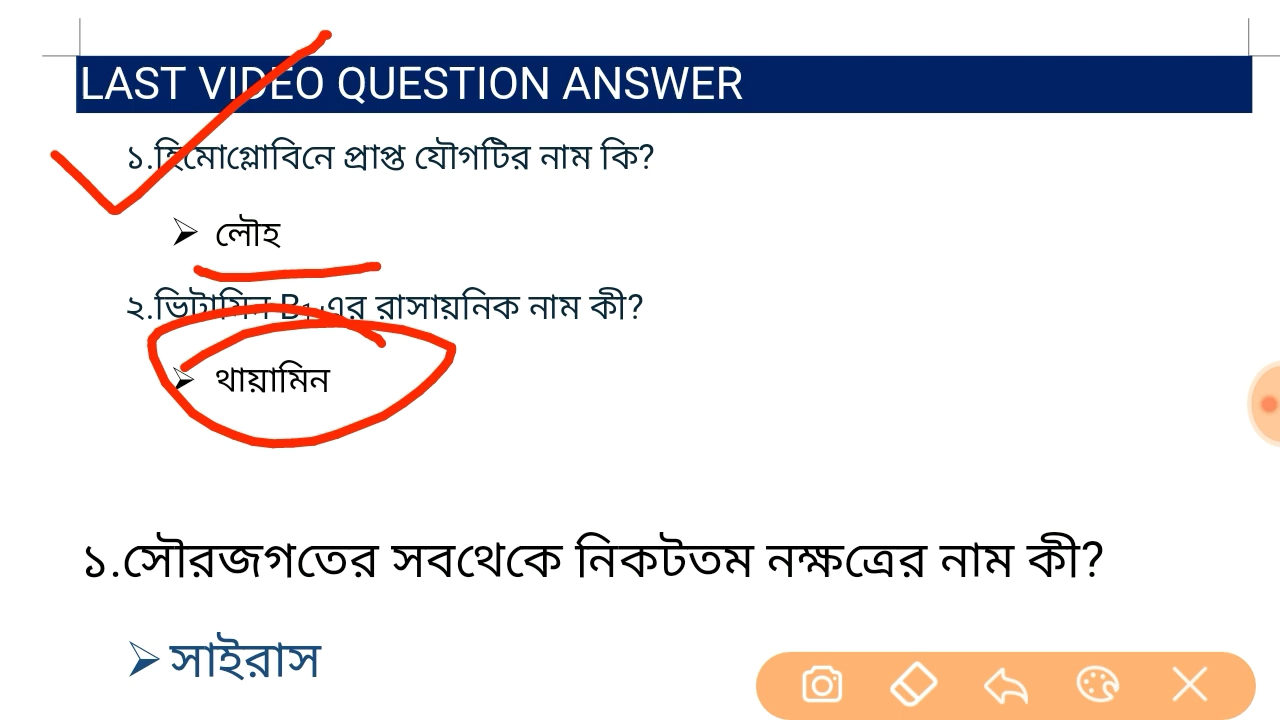 LAST VIDEO QUESTION ANSWER
১.হিমোগ্লোবিনে প্রাপ্ত যৌগটির নাম কি?
➢ লৌহ
২.ভিটামিন B₁ এর রাসায়নিক নাম কী?
➢ থায়ামিন
১.সৌরজগতের সবথেকে নিকটতম নক্ষত্রের নাম কী?
➢ সাইরাস